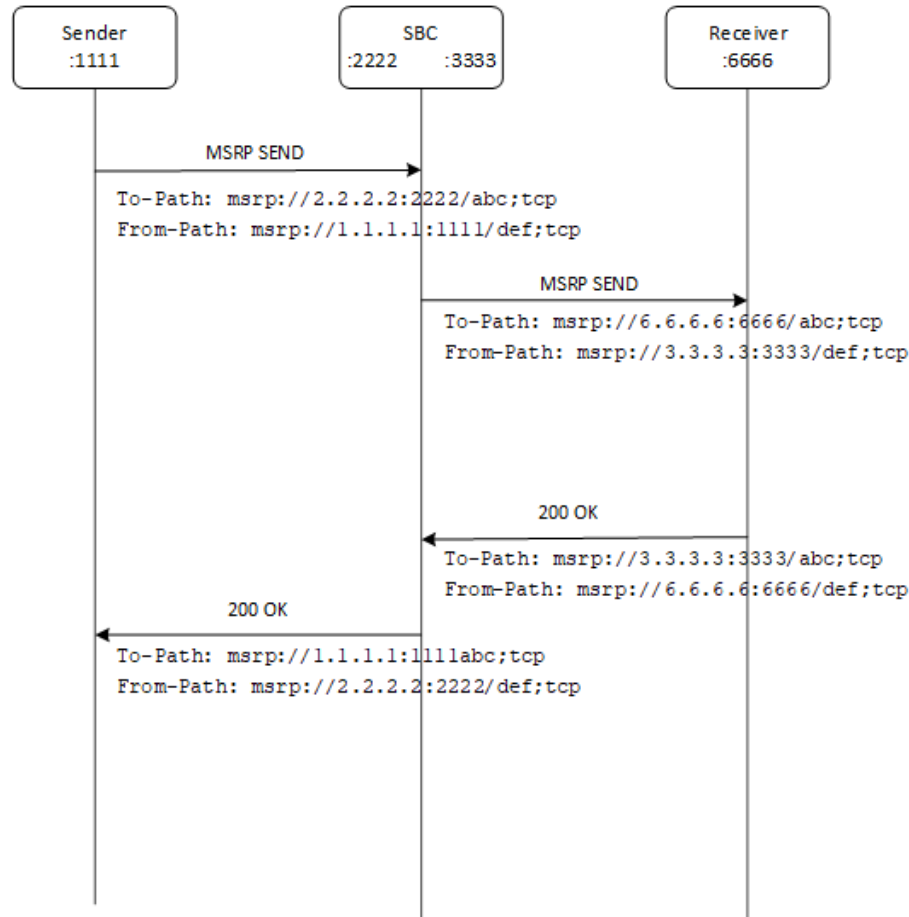 Sender
:1111
SBC
:2222 :3333
Receiver
:6666
MSRP SEND
To-Path: msrp://2.2.2.2:2222/abc;tcp
From-Path: msrp://1.1.1.1:1111/def;tcp
MSRP SEND
To-Path: msrp://6.6.6.6:6666/abc;tcp
From-Path: msrp://3.3.3.3:3333/def;tcp
200 OK
To-Path: msrp://3.3.3.3:3333/abc;tcp
From-Path: msrp://6.6.6.6:6666/def;tcp
200 OK
To-Path: msrp://1.1.1.1:1111abc;tcp
From-Path: msrp://2.2.2.2:2222/def;tcp